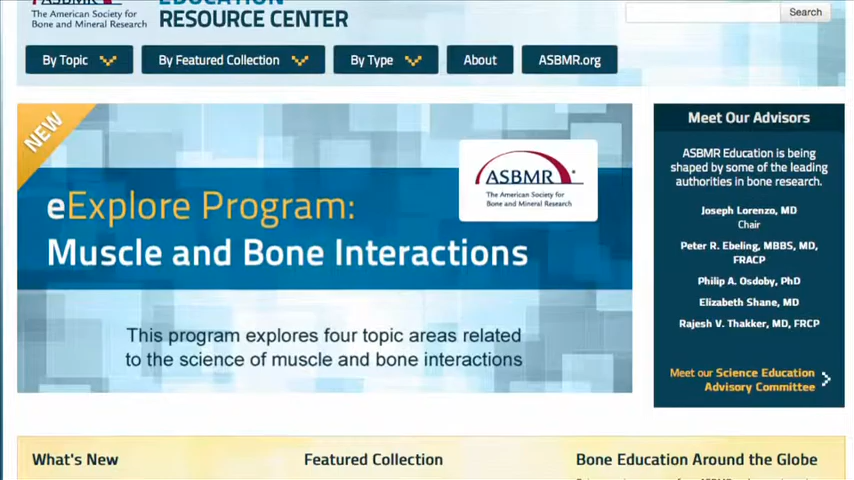 ASBMR
The American Society for
Bone and Mineral Research
EDUCATION
RESOURCE CENTER
Search
By Topic
By Featured Collection
By Type
About
ASBMR.org
NEW
ASBMR
The American Society for
Bone and Mineral Research
eExplore Program:
Muscle and Bone Interactions
This program explores four topic areas related
to the science of muscle and bone interactions
Meet Our Advisors
ASBMR Education is being
shaped by some of the leading
authorities in bone research.
Joseph Lorenzo, MD
Chair
Peter R. Ebeling, MBBS, MD,
FRACP
Philip A. Osdoby, PhD
Elizabeth Shane, MD
Rajesh V. Thakker, MD, FRCP
Meet our Science Education
Advisory Committee
What's New
Featured Collection
Bone Education Around the Globe